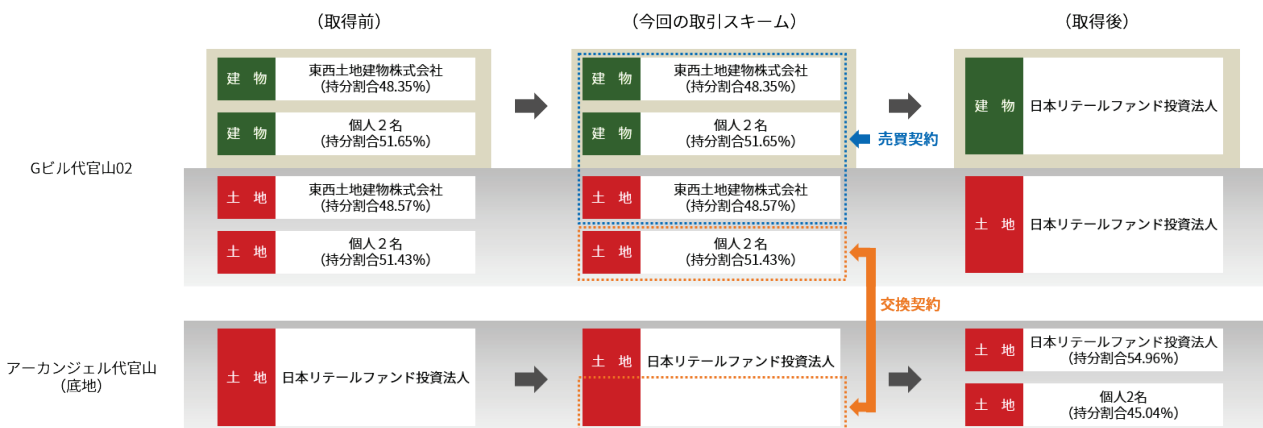 （取得前）
（今回の取引スキーム）
（取得後）
Gビル代官山02
建　物
東西土地建物株式会社
（持分割合48.35%）
建　物
個人２名
（持分割合51.65%）
土　地
東西土地建物株式会社
（持分割合48.57%）
土　地
個人２名
（持分割合51.43%）
建　物
東西土地建物株式会社
（持分割合48.35%）
建　物
個人２名
（持分割合51.65%）
土　地
東西土地建物株式会社
（持分割合48.57%）
土　地
個人２名
（持分割合51.43%）
売買契約
交換契約
建　物
日本リテールファンド投資法人
土　地
日本リテールファンド投資法人
アーカンジェル代官山
（底地）
土　地
日本リテールファンド投資法人
土　地
日本リテールファンド投資法人
土　地
日本リテールファンド投資法人
（持分割合54.96%）
土　地
個人2名
（持分割合45.04%）